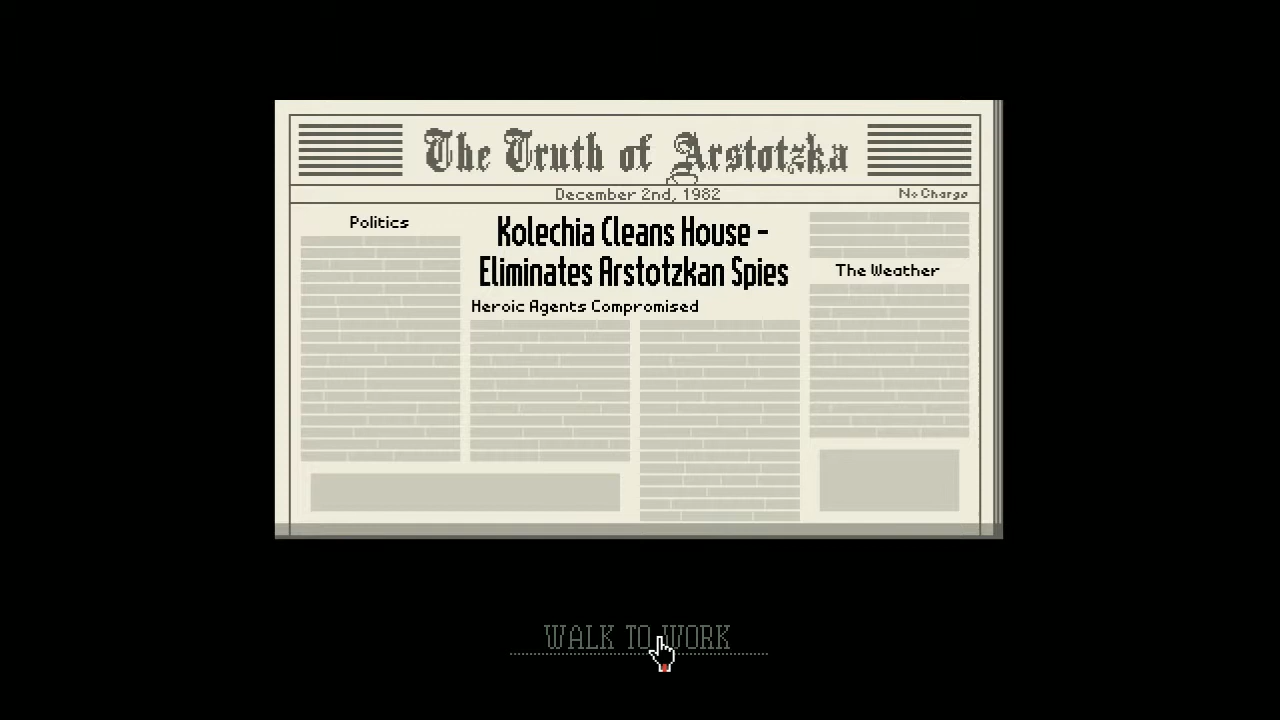 The Truth of Arstotzka
December 2nd, 1982
No Charge
Politics
Kolechia Cleans House -
Eliminates Arstotzkan Spies
Heroic Agents Compromised
The Weather
WALK TO WORK